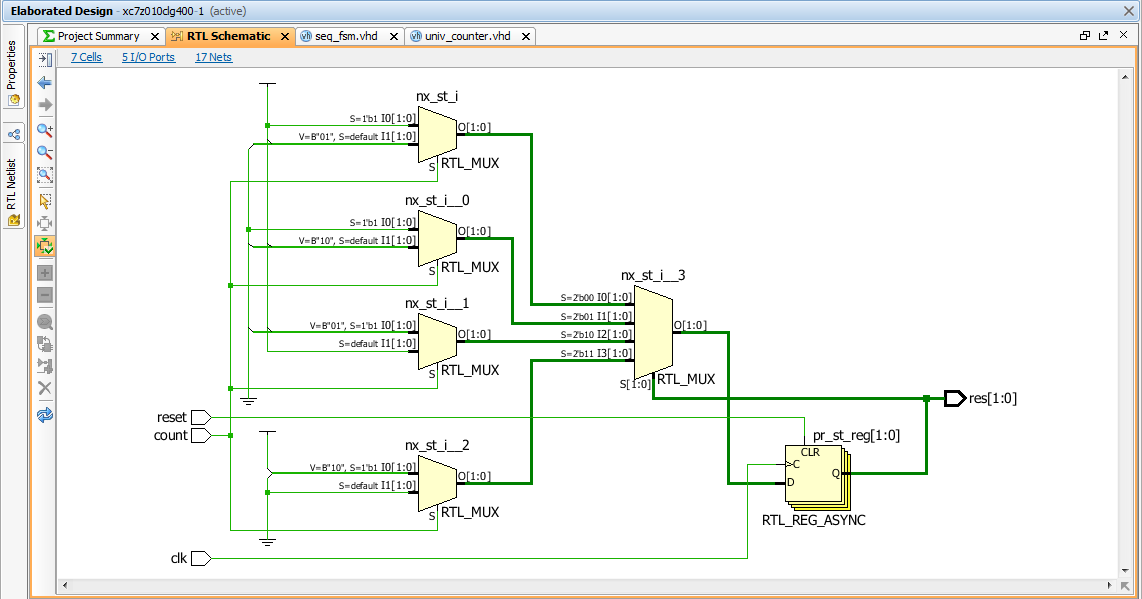 Elaborated Design - xc7z010clg400-1 (active)
Properties
RTL Netlist
Project Summary
RTL Schematic
seq_fsm.vhd
univ_counter.vhd
7 Cells 5 I/O Ports 17 Nets
nx_st_i
S=1'b1 I0[1:0]
V=B"01", S=default I1[1:0]
O[1:0]
S
RTL_MUX
nx_st_i__0
S=1'b1 I0[1:0]
V=B"10", S=default I1[1:0]
O[1:0]
S
RTL_MUX
nx_st_i__1
V=B"01", S=1'b1 I0[1:0]
S=default I1[1:0]
O[1:0]
S
RTL_MUX
nx_st_i__2
V=B"10", S=1'b1 I0[1:0]
S=default I1[1:0]
O[1:0]
S
RTL_MUX
nx_st_i__3
S=2'b00 I0[1:0]
S=2'b01 I1[1:0]
S=2'b10 I2[1:0]
S=2'b11 I3[1:0]
O[1:0]
S[1:0]
RTL_MUX
reset
count
clk
res[1:0]
pr_st_reg[1:0]
CLR
C
D
Q
RTL_REG_ASYNC